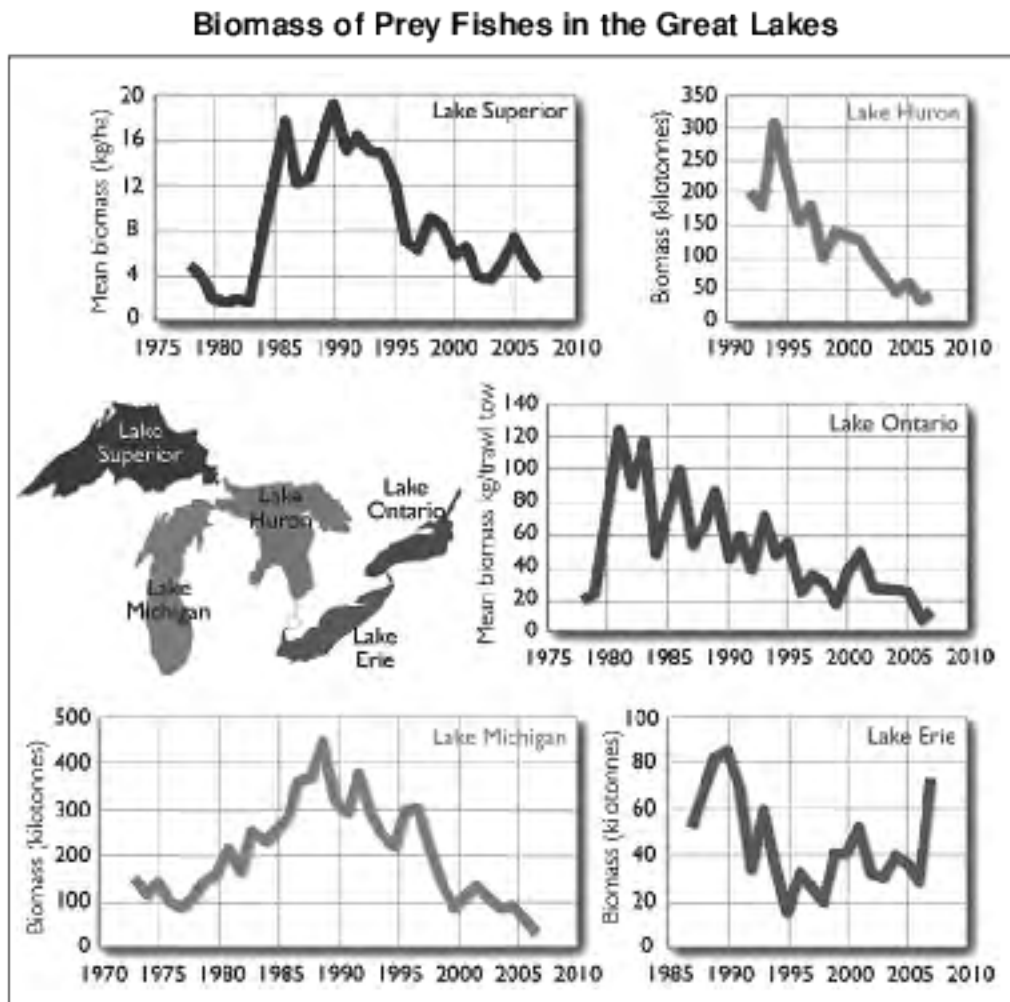 Biomass of Prey Fishes in the Great Lakes
Lake Superior
Mean biomass (kg/ha)
20
16
12
8
4
0
1975 1980 1985 1990 1995 2000 2005 2010
Lake Huron
Biomass (kilotonnes)
350
300
250
200
150
100
50
0
1990 1995 2000 2005 2010
Lake
Superior
Lake
Huron
Lake
Ontario
Lake
Michigan
Lake
Erie
Lake Ontario
Mean biomass kg/trawl tow
140
120
100
80
60
40
20
0
1975 1980 1985 1990 1995 2000 2005 2010
Lake Michigan
Biomass (kilotonnes)
500
400
300
200
100
0
1970 1975 1980 1985 1990 1995 2000 2005 2010
Lake Erie
Biomass (kilotonnes)
100
80
60
40
20
0
1985 1990 1995 2000 2005 2010